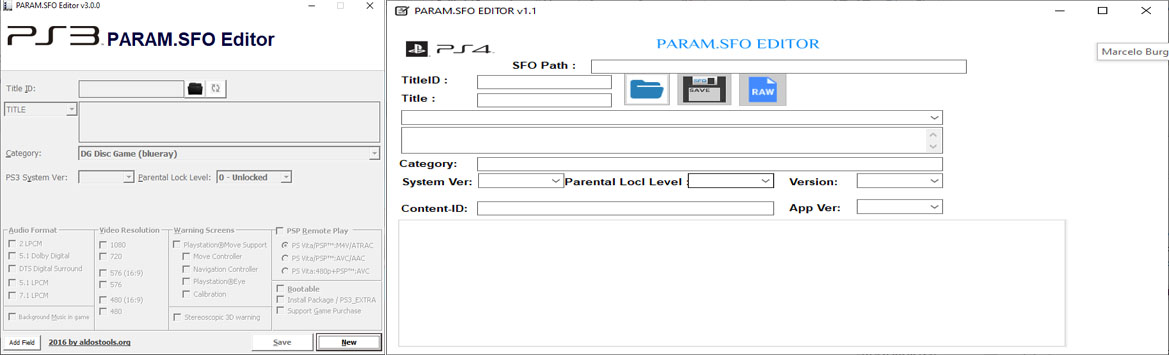 PARAM.SFO Editor v3.0.0
PS3 PARAM.SFO Editor
Title ID:
TITLE
Category:
DG Disc Game (blueray)
PS3 System Ver:
Parental Lock Level:
0 - Unlocked
Audio Format
2 LPCM
5.1 Dolby Digital
DTS Digital Surround
5.1 LPCM
7.1 LPCM
Background Music in game
Video Resolution
1080
720
576 (16:9)
576
480 (16:9)
480
Warning Screens
Playstation®Move Support
Move Controller
Navigation Controller
Playstation®Eye
Calibration
Stereoscopic 3D warning
PSP Remote Play
PS Vita/PSP™:M4V/ATRAC
PS Vita/PSP™:AVC/AAC
PS Vita:480p+PSP™:AVC
Bootable
Install Package / PS3_EXTRA
Support Game Purchase
Add Field
2016 by aldostools.org
Save
New
PARAM.SFO EDITOR v1.1
PS4
PARAM.SFO EDITOR
Marcelo Burg
SFO Path :
TitleID :
Title :
SFO
SAVE
RAW
Category:
System Ver:
Parental Locl Level :
Version:
Content-ID:
App Ver: